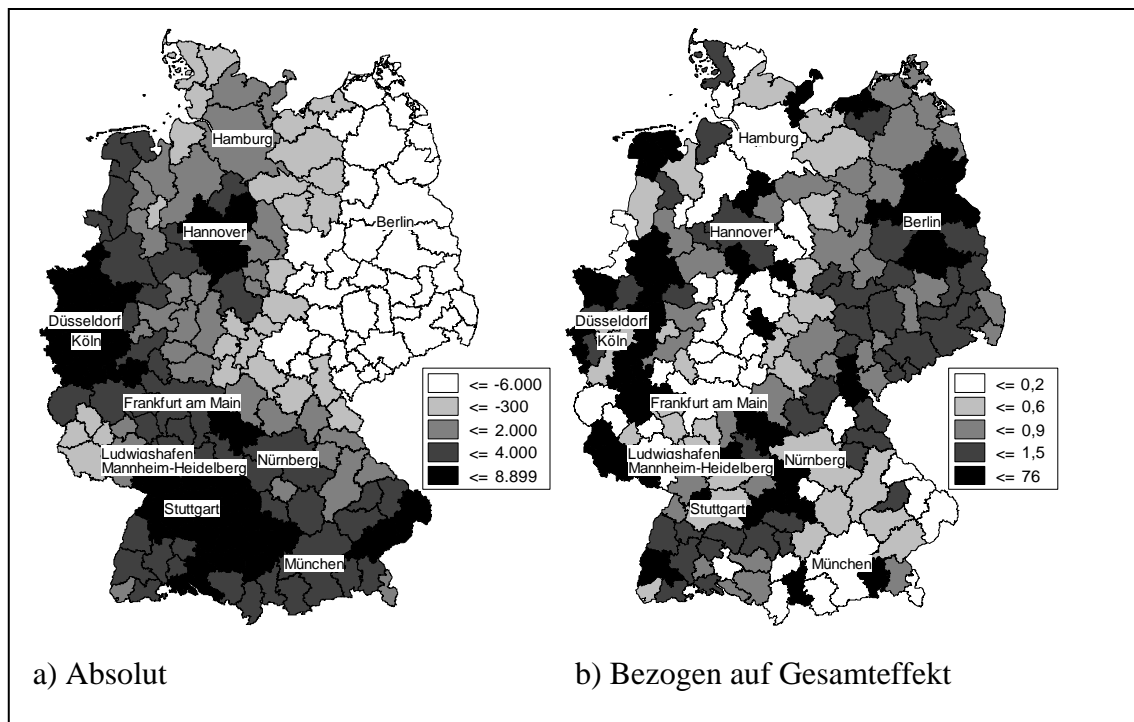 Hamburg
Hannover
Berlin
Düsseldorf
Köln
Frankfurt am Main
Ludwigshafen
Mannheim-Heidelberg
Nürnberg
Stuttgart
München
<= -6.000
<= -300
<= 2.000
<= 4.000
<= 8.899
a) Absolut
Hamburg
Hannover
Berlin
Düsseldorf
Köln
Frankfurt am Main
Ludwigshafen
Mannheim-Heidelberg
Nürnberg
Stuttgart
München
<= 0,2
<= 0,6
<= 0,9
<= 1,5
<= 76
b) Bezogen auf Gesamteffekt